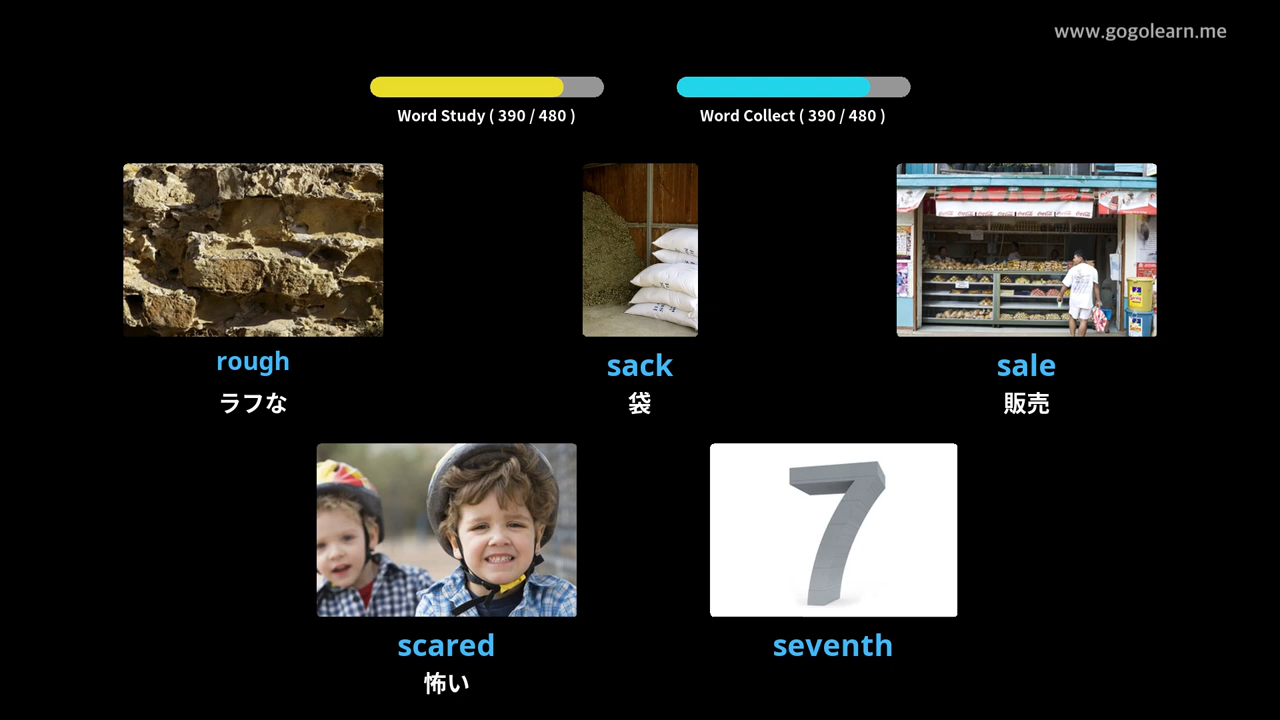 www.gogolearn.me
Word Study ( 390 / 480 )
Word Collect ( 390 / 480 )
rough
ラフな
sack
袋
sale
販売
scared
怖い
seventh